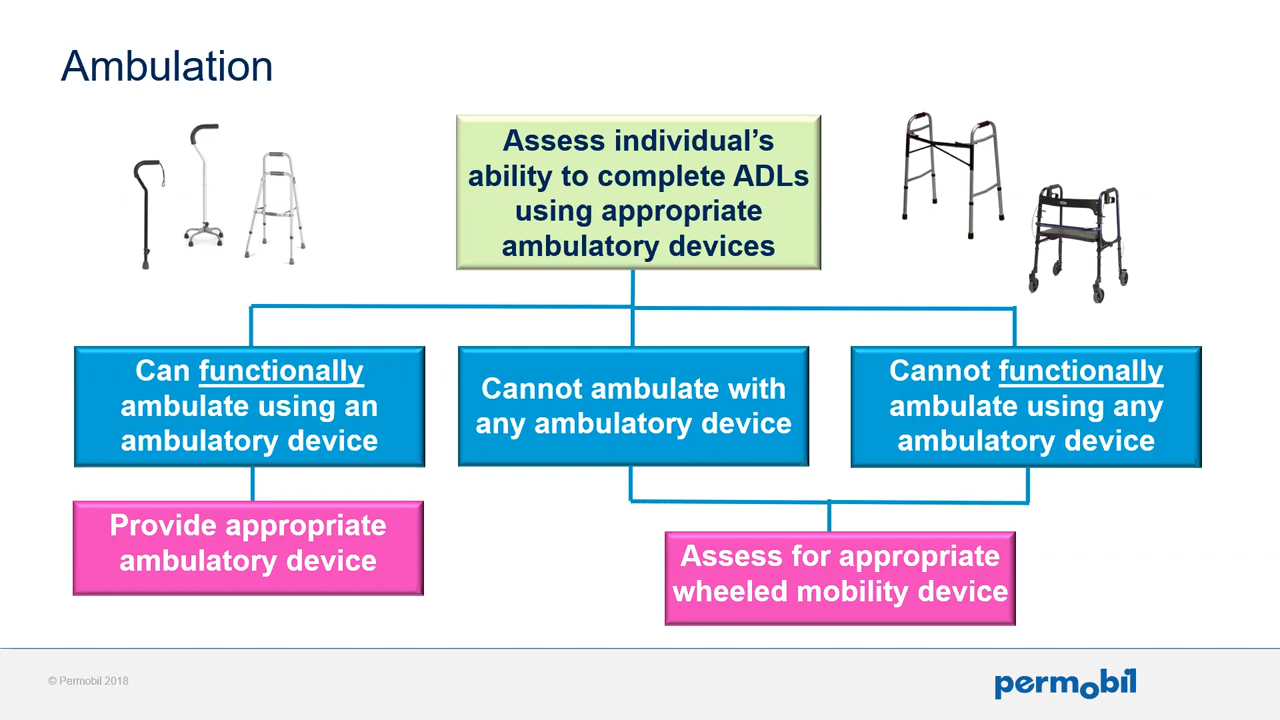 Ambulation
Assess individual’s
ability to complete ADLs
using appropriate
ambulatory devices
Can functionally
ambulate using an
ambulatory device
Cannot ambulate with
any ambulatory device
Cannot functionally
ambulate using any
ambulatory device
Provide appropriate
ambulatory device
Assess for appropriate
wheeled mobility device
© Permobil 2018
permobil